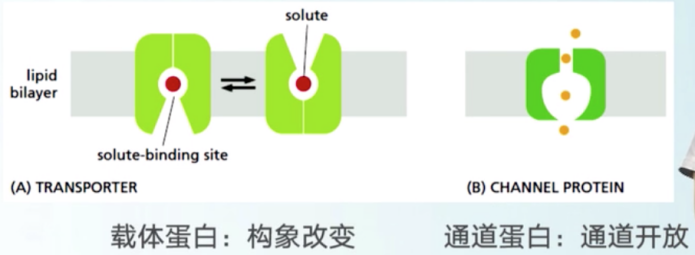 solute
lipid
bilayer
solute-binding site
(A) TRANSPORTER
(B) CHANNEL PROTEIN
载体蛋白：构象改变
通道蛋白：通道开放